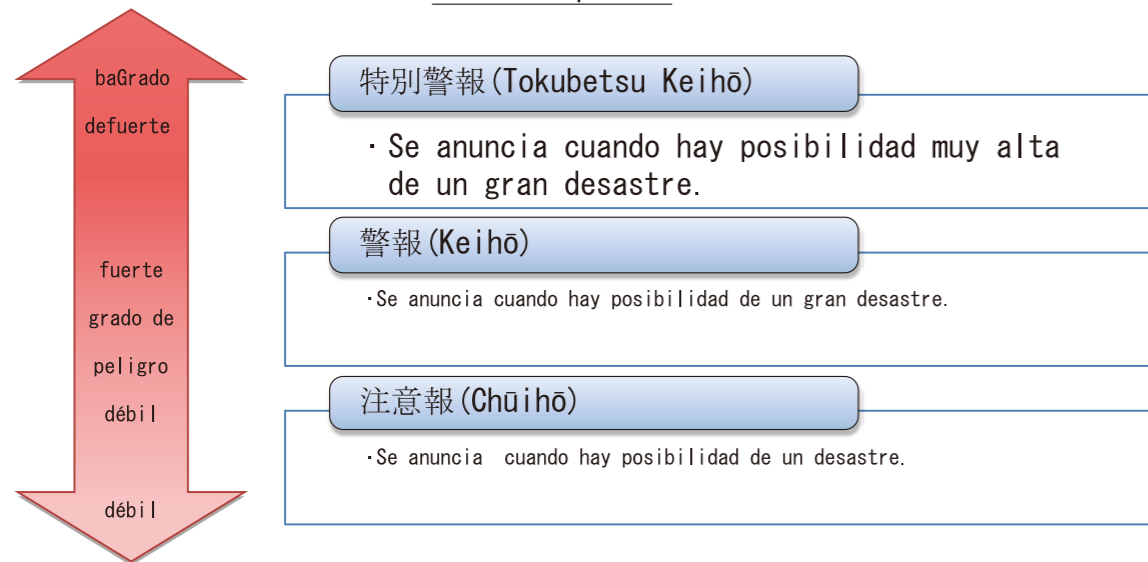 baGrado
defuerte
fuerte
grado de
peligro
débil
débil
特別警報(Tokubetsu Keihō)
・Se anuncia cuando hay posibilidad muy alta
de un gran desastre.
警報(Keihō)
・Se anuncia cuando hay posibilidad de un gran desastre.
注意報(Chūihō)
・Se anuncia cuando hay posibilidad de un desastre.